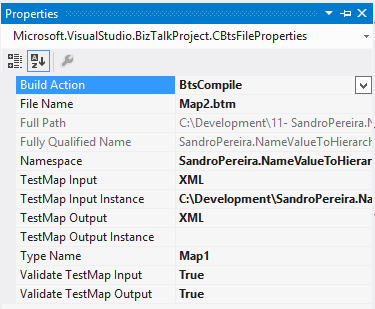 Properties
Microsoft.VisualStudio.BizTalkProject.CBtsFileProperties
Build Action BtsCompile
File Name Map2.btm
Full Path C:\Development\11- SandroPereira.Na
Fully Qualified Name SandroPereira.NameValueToHierarch
Namespace SandroPereira.NameValueToHierar
TestMap Input XML
TestMap Input Instance C:\Development\SandroPereira.Na
TestMap Output XML
TestMap Output Instance
Type Name Map1
Validate TestMap Input True
Validate TestMap Output True